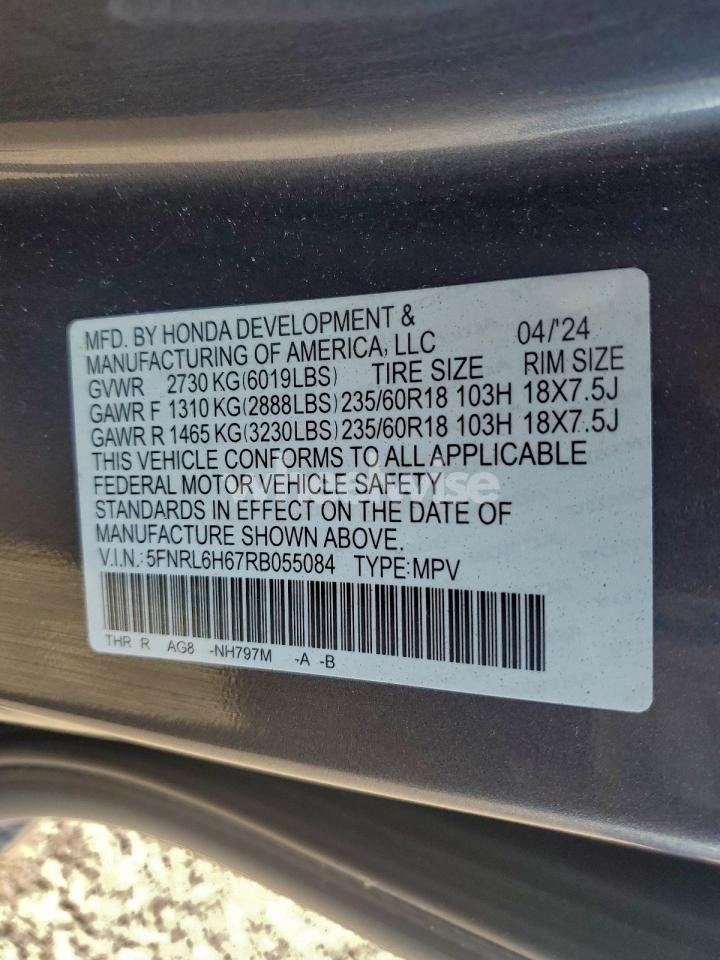 MFD. BY HONDA DEVELOPMENT &
MANUFACTURING OF AMERICA, LLC 04/'24
GVWR 2730 KG(6019LBS) TIRE SIZE RIM SIZE
GAWR F 1310 KG(2888LBS) 235/60R18 103H 18X7.5J
GAWR R 1465 KG(3230LBS) 235/60R18 103H 18X7.5J
THIS VEHICLE CONFORMS TO ALL APPLICABLE
FEDERAL MOTOR VEHICLE SAFETY
STANDARDS IN EFFECT ON THE DATE OF
MANUFACTURE SHOWN ABOVE.
V.I.N.: 5FNRL6H67RB055084 TYPE: MPV
THR R AG8 -NH797M -A -B
wheelwise